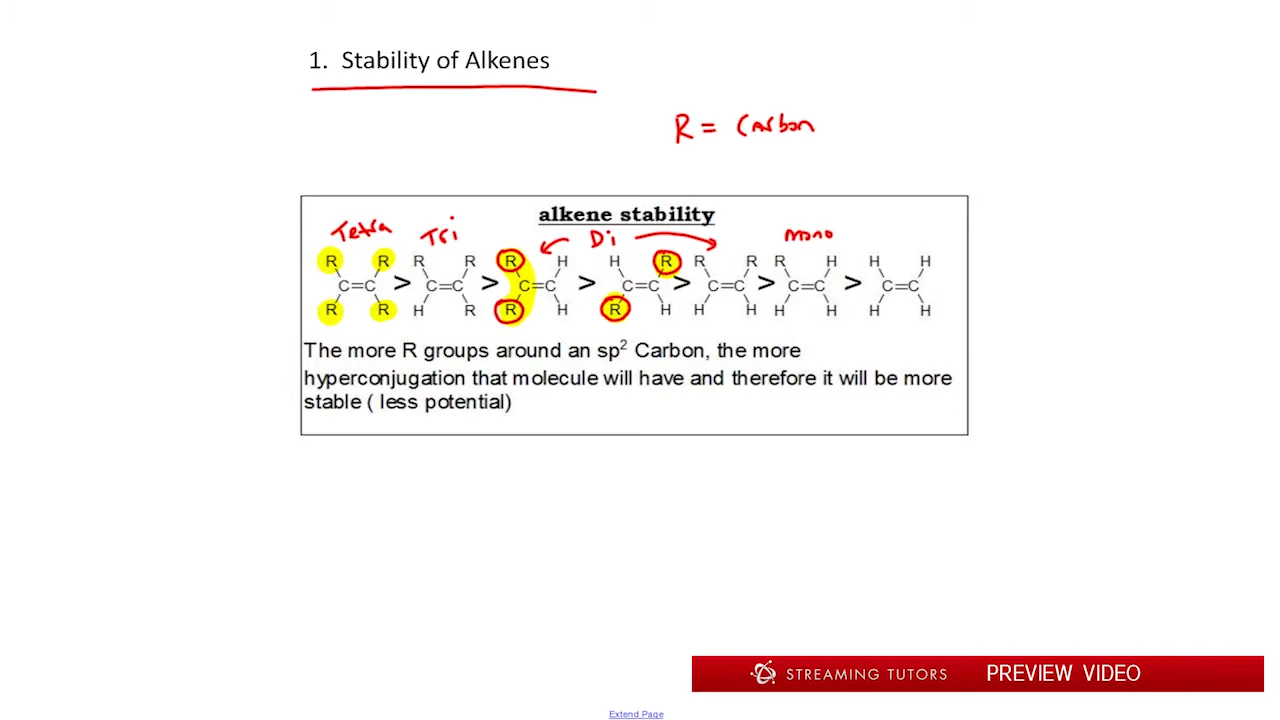 1. Stability of Alkenes
R = Carbon
alkene stability
Tetra Tri Di mono
R R R R R H H R R R R H H H
C=C > C=C > C=C > C=C > C=C > C=C > C=C
R R H R R H R H H H H H H H
The more R groups around an sp² Carbon, the more
hyperconjugation that molecule will have and therefore it will be more
stable ( less potential)
STREAMING TUTORS PREVIEW VIDEO
Extend Page